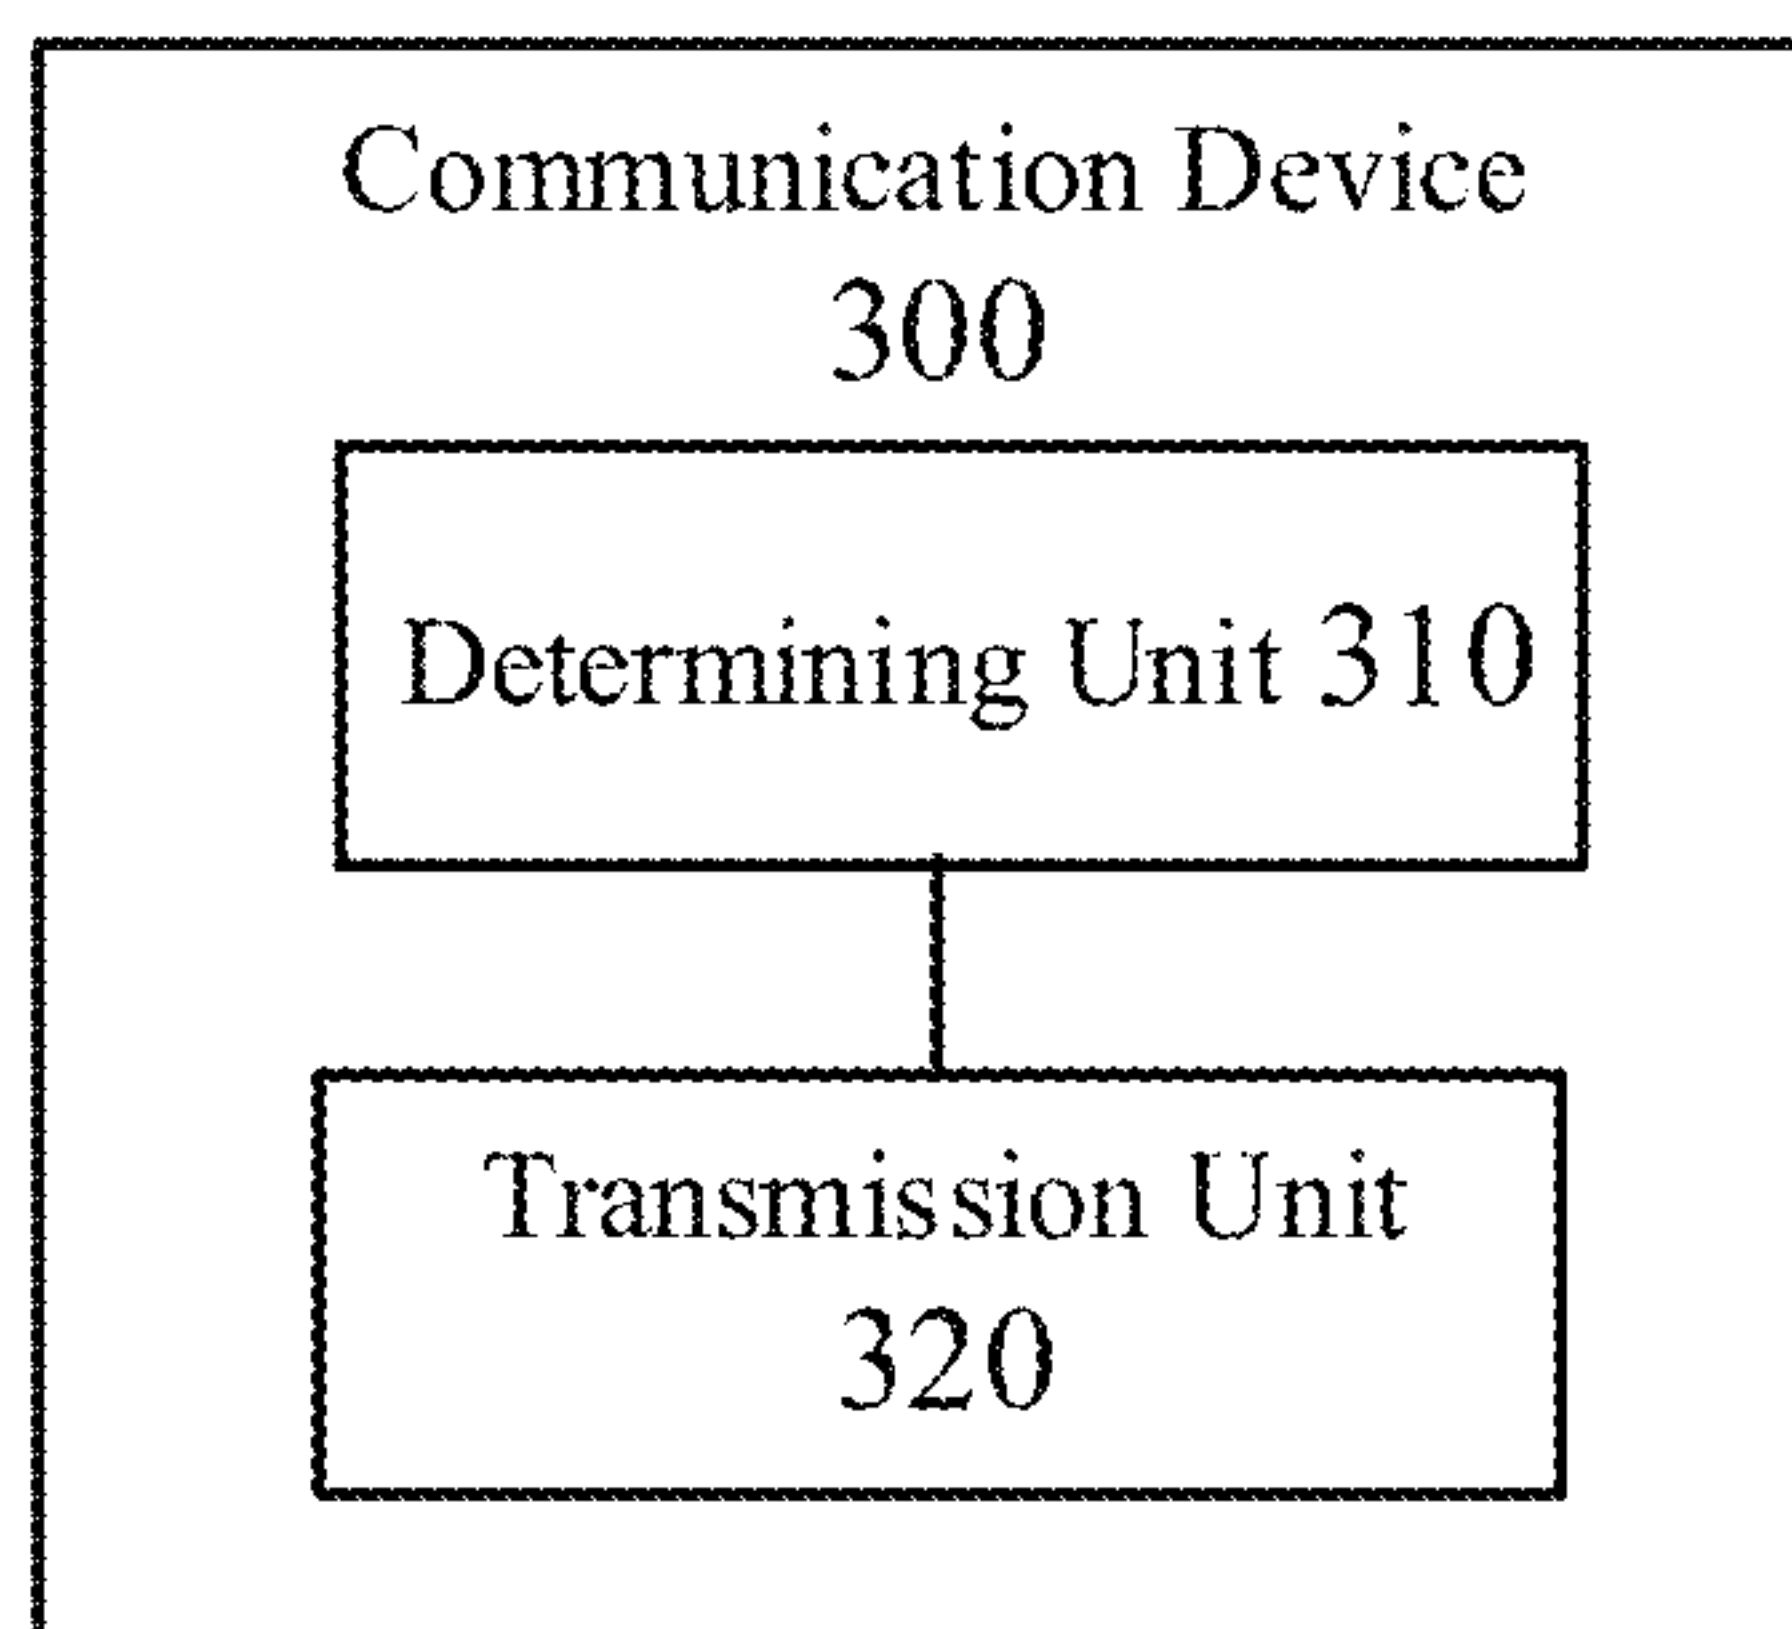 Communication Device
300
Determining Unit 310
Transmission Unit
320